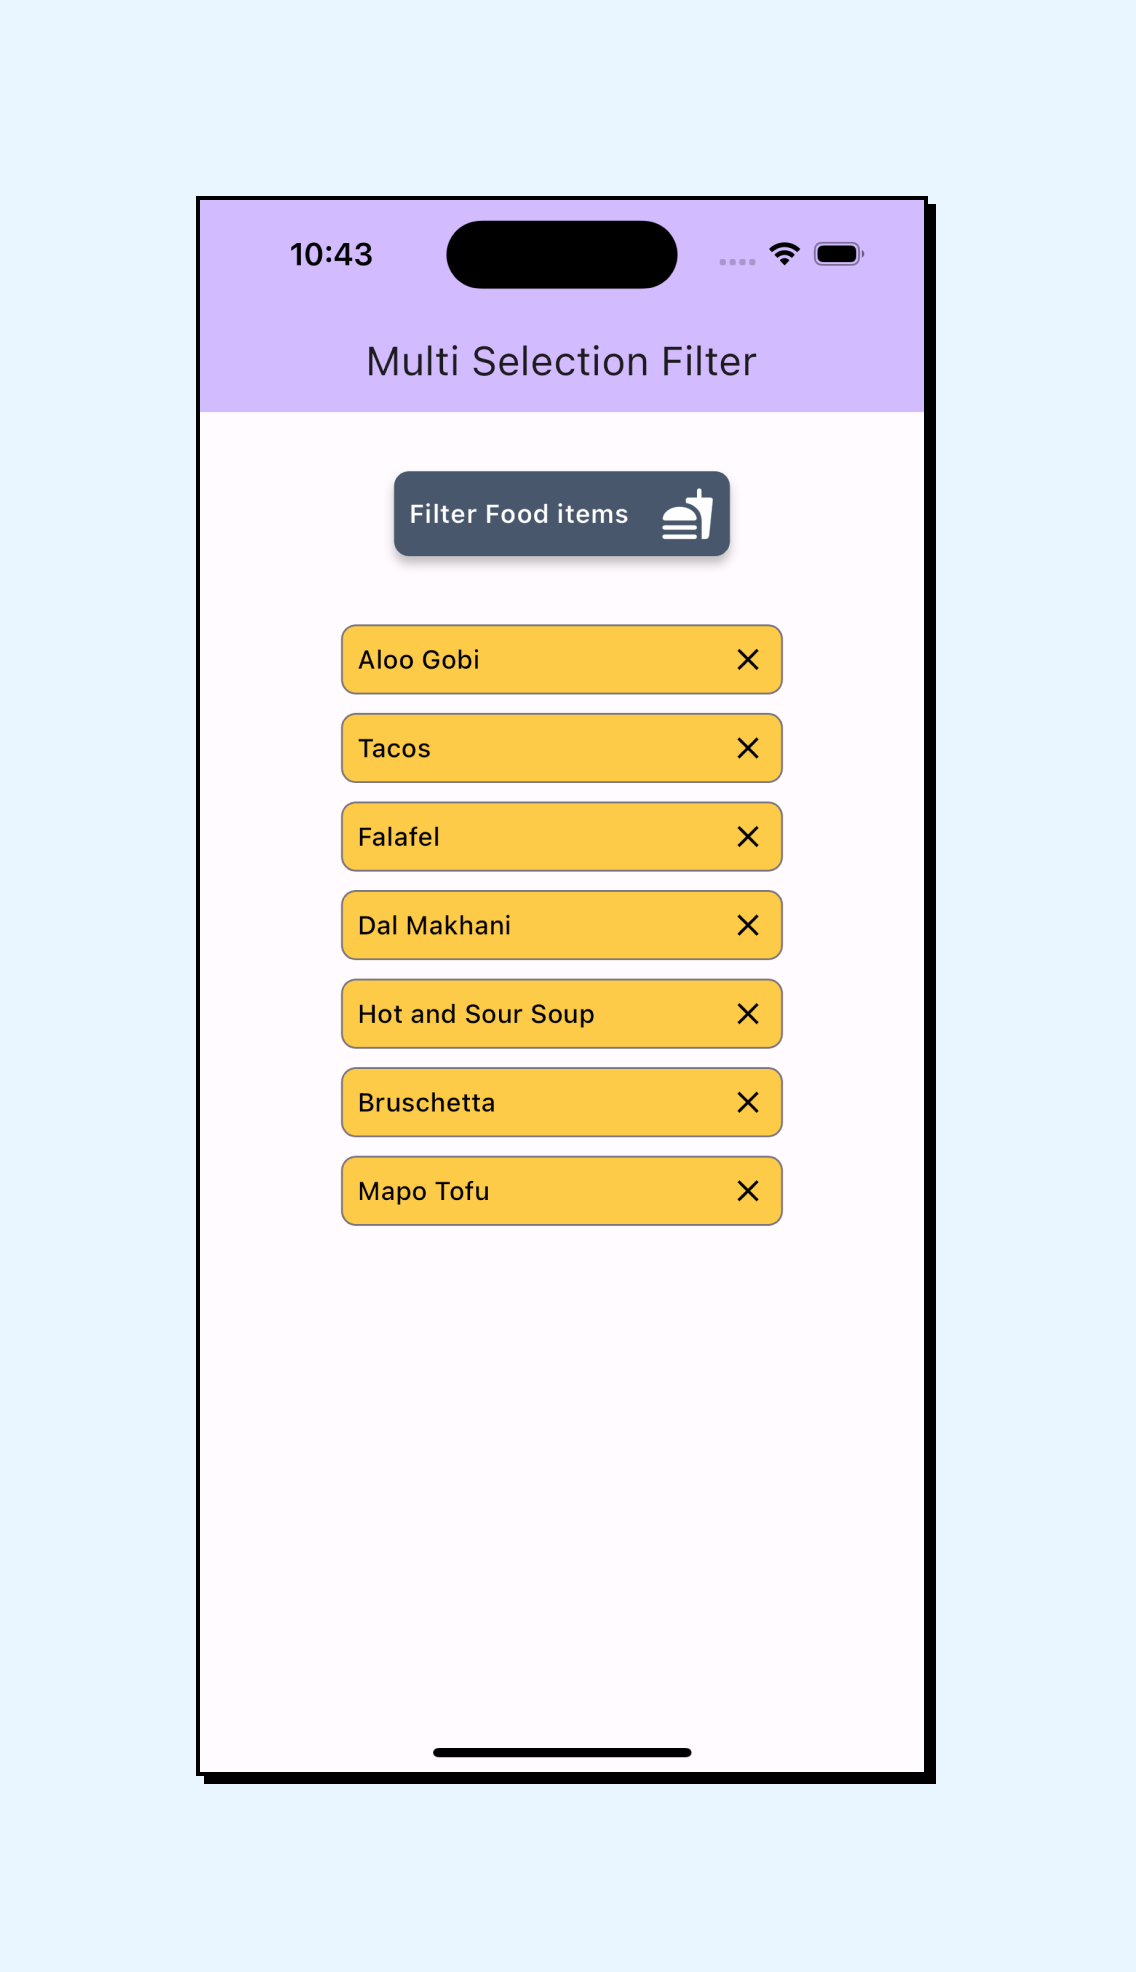 10:43
Multi Selection Filter
Filter Food items
Aloo Gobi
Tacos
Falafel
Dal Makhani
Hot and Sour Soup
Bruschetta
Mapo Tofu